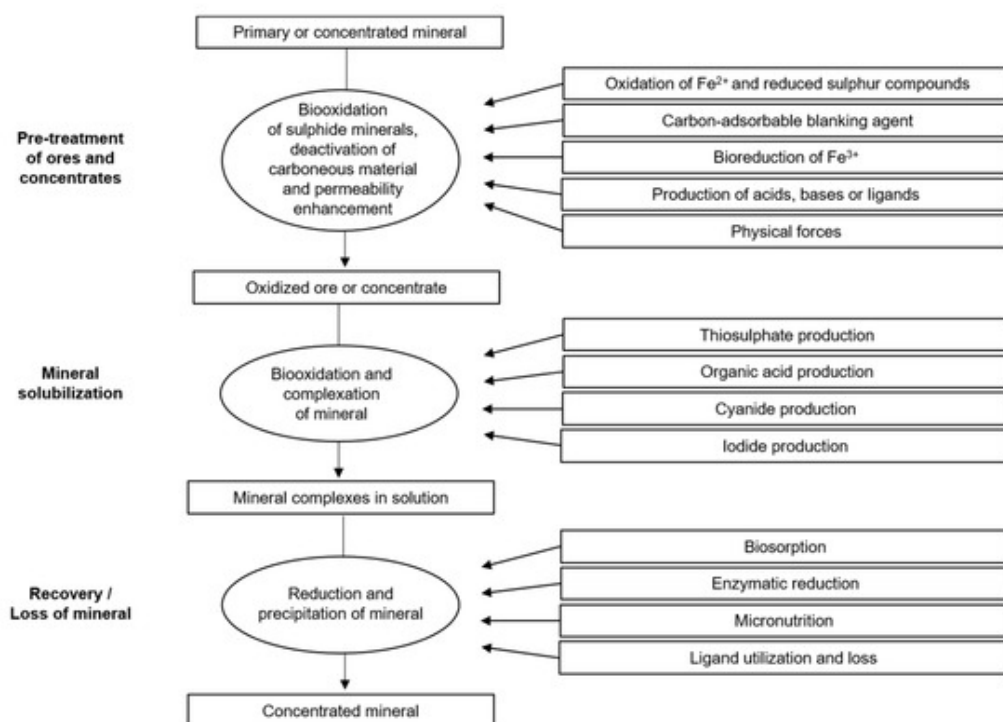 Primary or concentrated mineral
Pre-treatment
of ores and
concentrates
Biooxidation
of sulphide minerals,
deactivation of
carboneous material
and permeability
enhancement
Oxidation of Fe²⁺ and reduced sulphur compounds
Carbon-adsorbable blanking agent
Bioreduction of Fe³⁺
Production of acids, bases or ligands
Physical forces
Oxidized ore or concentrate
Mineral
solubilization
Biooxidation and
complexation
of mineral
Thiosulphate production
Organic acid production
Cyanide production
Iodide production
Mineral complexes in solution
Recovery /
Loss of mineral
Reduction and
precipitation of mineral
Biosorption
Enzymatic reduction
Micronutrition
Ligand utilization and loss
Concentrated mineral